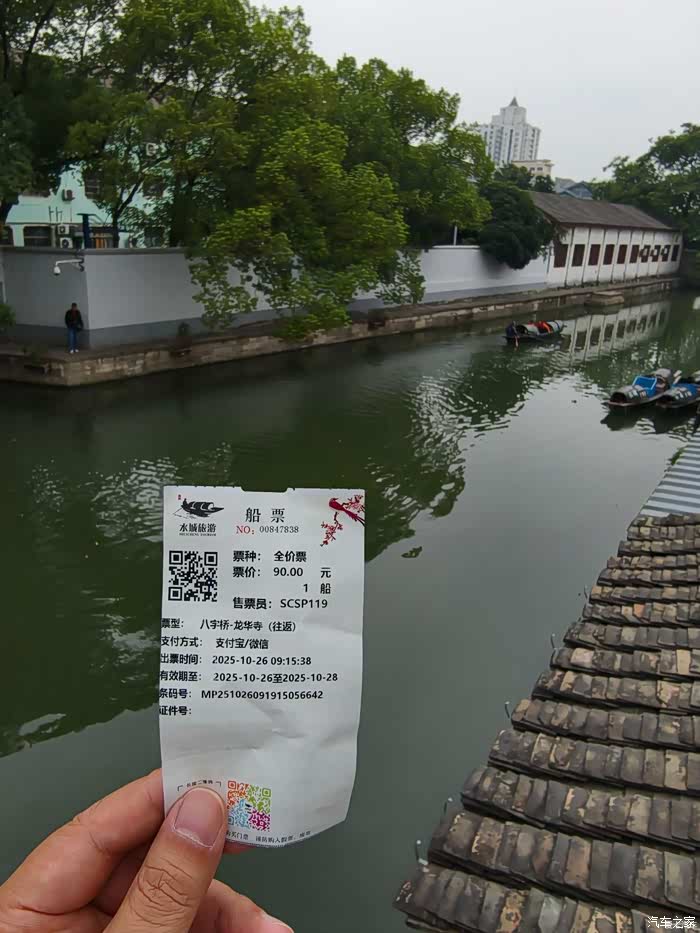 水城旅游
SHUICHENG TOURISM
船 票
NO: 00847838
票种: 全价票
票价: 90.00 元
1 船
售票员: SCSP119
票型: 八字桥-龙华寺（往返）
支付方式: 支付宝/微信
出票时间: 2025-10-26 09:15:38
有效期至: 2025-10-26至2025-10-28
条码号: MP251026091915056642
证件号:
汽车之家